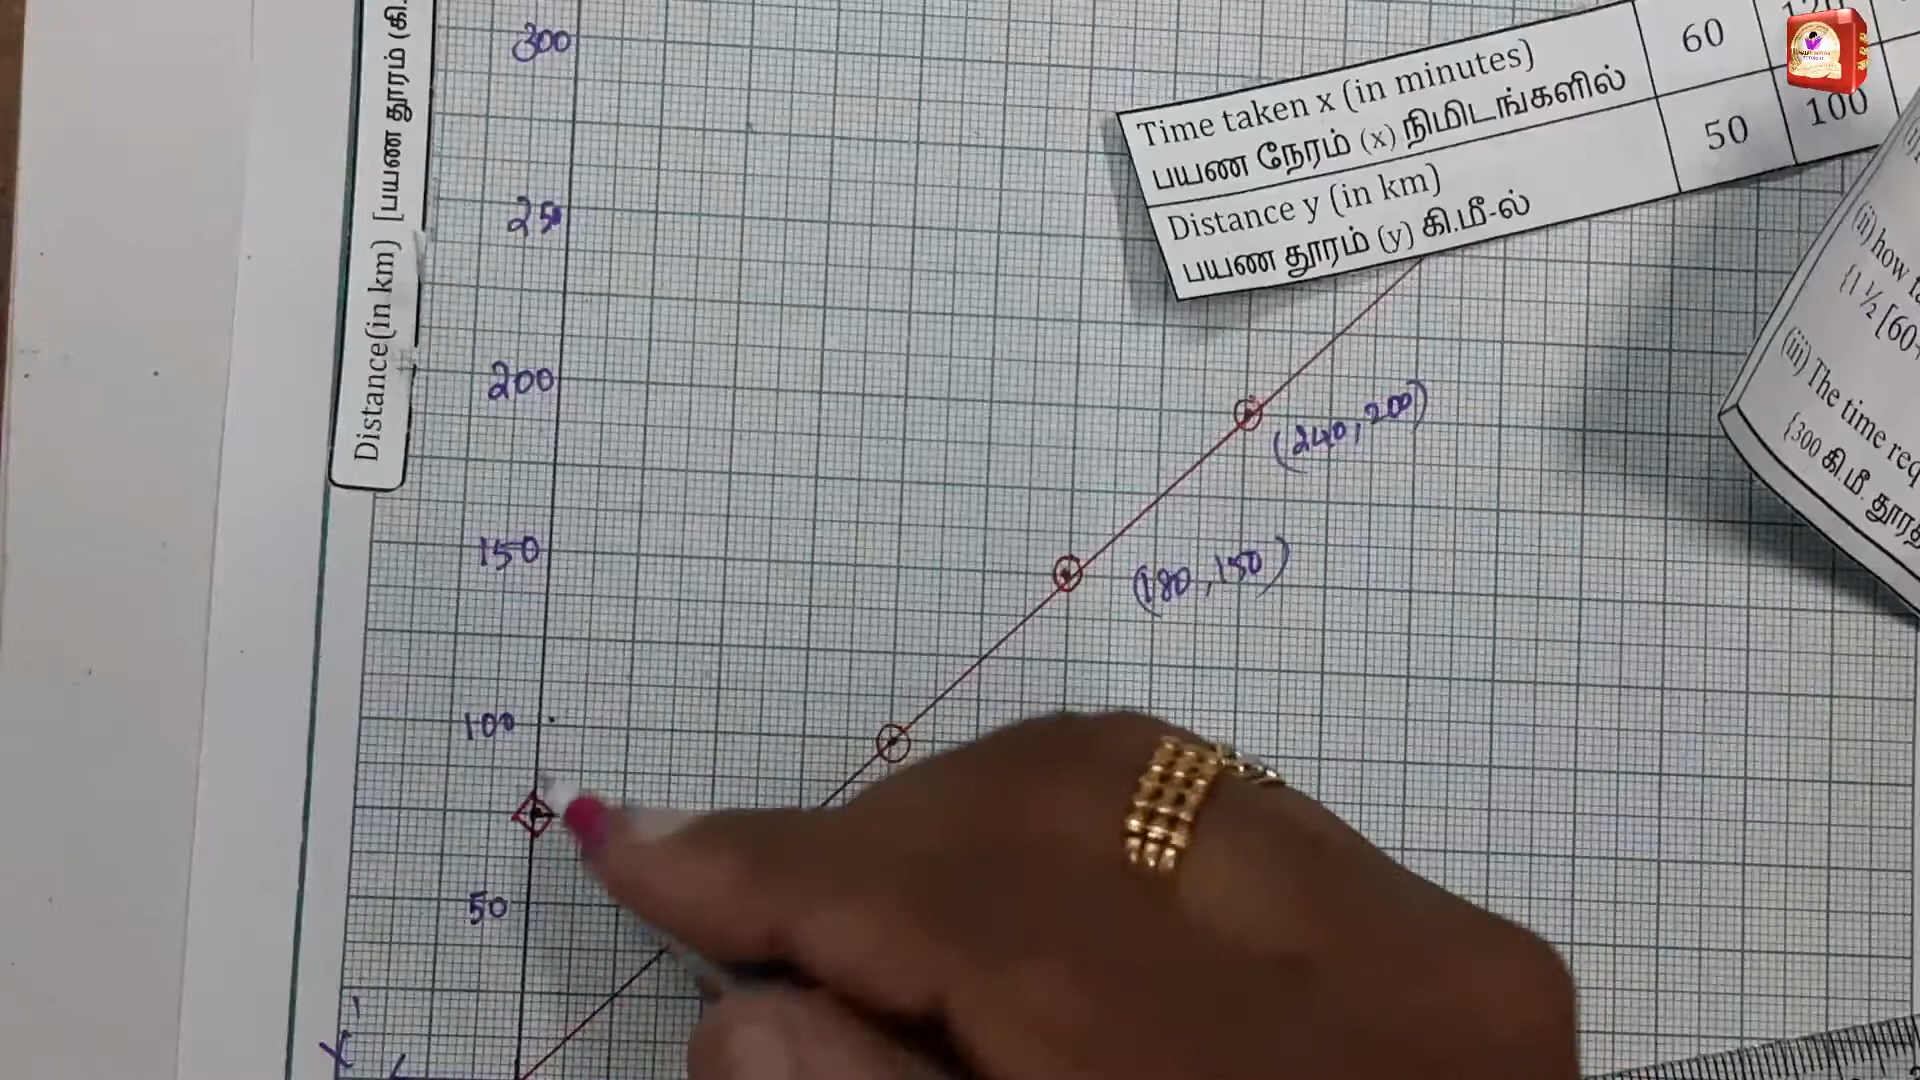 Distance(in km) [பயண தூரம் (கி.
300
250
200
150
100
50
(240, 200)
(180, 150)
X'
Time taken x (in minutes)
பயண நேரம் (x) நிமிடங்களில்
60
120
Distance y (in km)
பயண தூரம் (y) கி.மீ-ல்
50
100
(ii) how
{1 ½ [60+
(iii) The time req
{300 கி.மீ. தூரத்